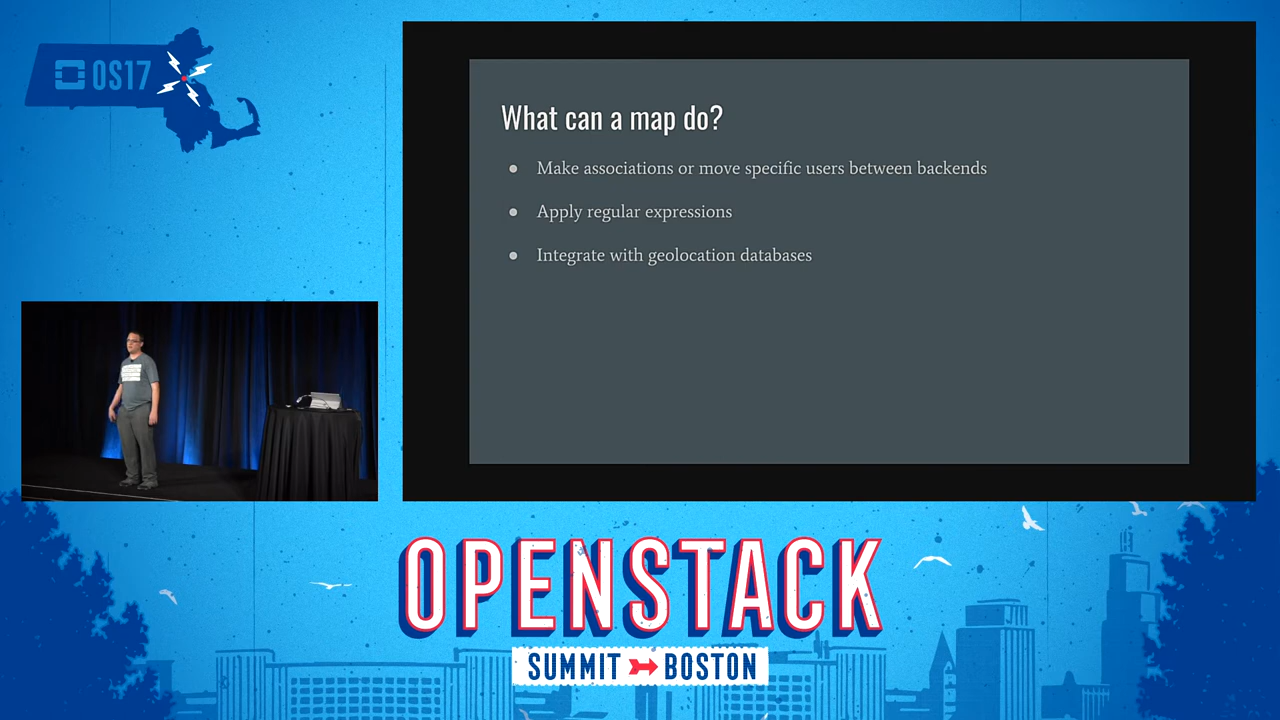 OS17
What can a map do?
Make associations or move specific users between backends
Apply regular expressions
Integrate with geolocation databases
OPENSTACK
SUMMIT BOSTON